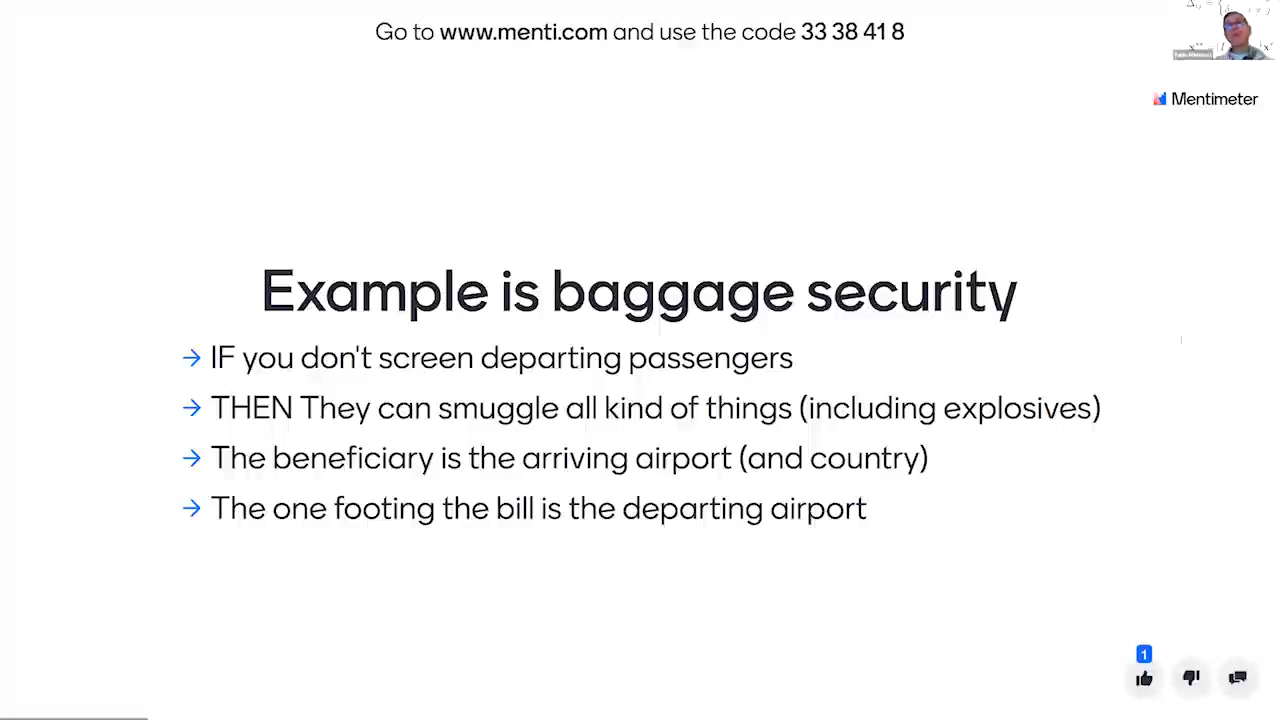 Go to www.menti.com and use the code 33 38 41 8
Mentimeter
Example is baggage security
→ IF you don't screen departing passengers
→ THEN They can smuggle all kind of things (including explosives)
→ The beneficiary is the arriving airport (and country)
→ The one footing the bill is the departing airport
1